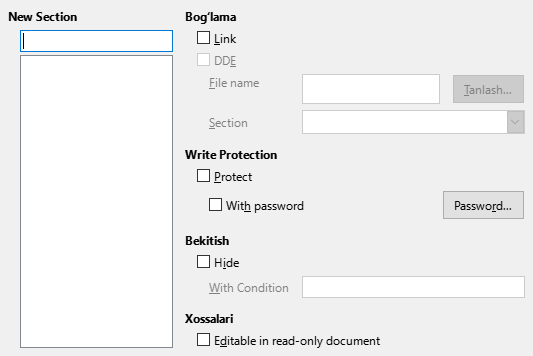 New Section
Bog‘lama
Link
DDE
File name
Tanlash...
Section
Write Protection
Protect
With password
Password...
Bekitish
Hide
With Condition
Xossalari
Editable in read-only document